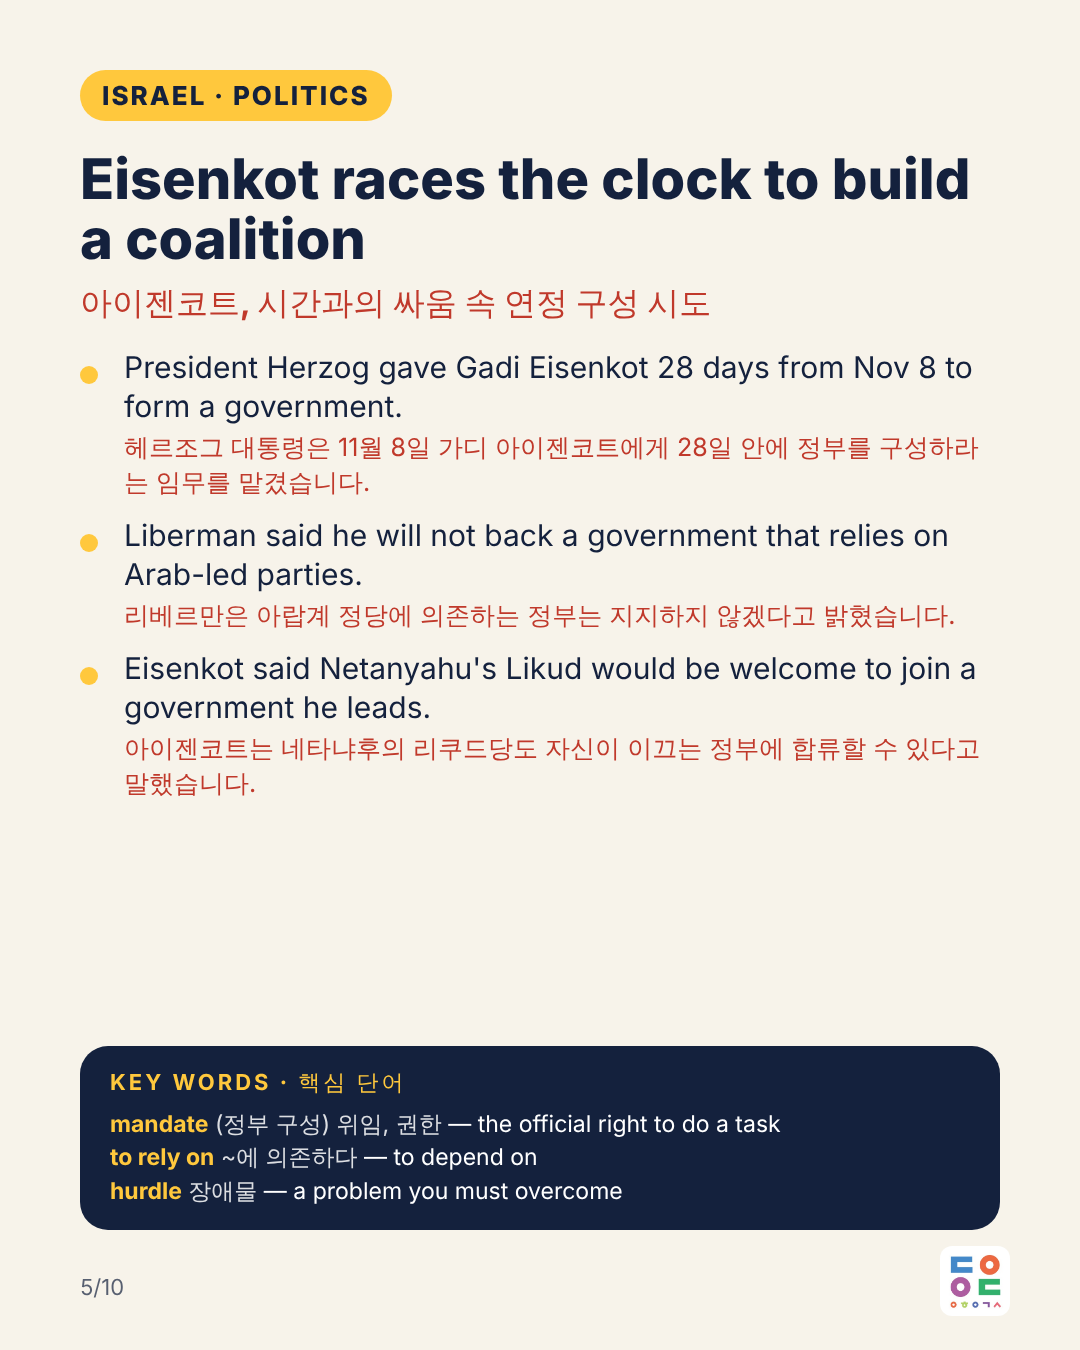 ISRAEL · POLITICS
Eisenkot races the clock to build
a coalition
아이젠코트, 시간과의 싸움 속 연정 구성 시도
President Herzog gave Gadi Eisenkot 28 days from Nov 8 to
form a government.
헤르조그 대통령은 11월 8일 가디 아이젠코트에게 28일 안에 정부를 구성하라
는 임무를 맡겼습니다.
Liberman said he will not back a government that relies on
Arab-led parties.
리베르만은 아랍계 정당에 의존하는 정부는 지지하지 않겠다고 밝혔습니다.
Eisenkot said Netanyahu's Likud would be welcome to join a
government he leads.
아이젠코트는 네타냐후의 리쿠드당도 자신이 이끄는 정부에 합류할 수 있다고
말했습니다.
KEY WORDS · 핵심 단어
mandate (정부 구성) 위임, 권한 — the official right to do a task
to rely on ~에 의존하다 — to depend on
hurdle 장애물 — a problem you must overcome
5/10